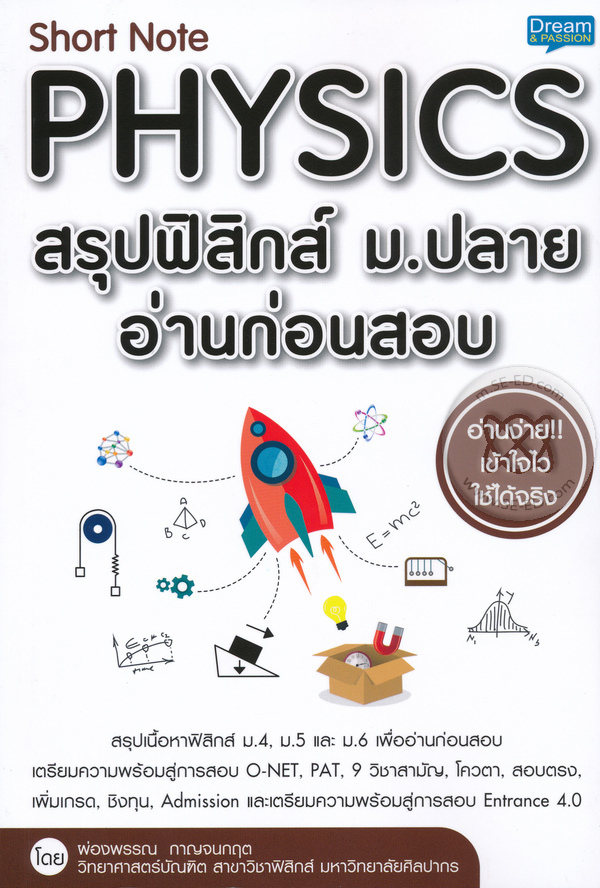 Short Note
Dream
& PASSION
PHYSICS
สรุปฟิสิกส์ ม.ปลาย
อ่านก่อนสอบ
m.SE-ED.com
อ่านง่าย!!
เข้าใจไว
ใช้ได้จริง
www.SE-ED.com
A
B
C
D
E=mc²
y
N₁
N₃
time
สรุปเนื้อหาฟิสิกส์ ม.4, ม.5 และ ม.6 เพื่ออ่านก่อนสอบ
เตรียมความพร้อมสู่การสอบ O-NET, PAT, 9 วิชาสามัญ, โควตา, สอบตรง,
เพิ่มเกรด, ชิงทุน, Admission และเตรียมความพร้อมสู่การสอบ Entrance 4.0
โดย
ผ่องพรรณ กาญจนกฤต
วิทยาศาสตร์บัณฑิต สาขาวิชาฟิสิกส์ มหาวิทยาลัยศิลปากร